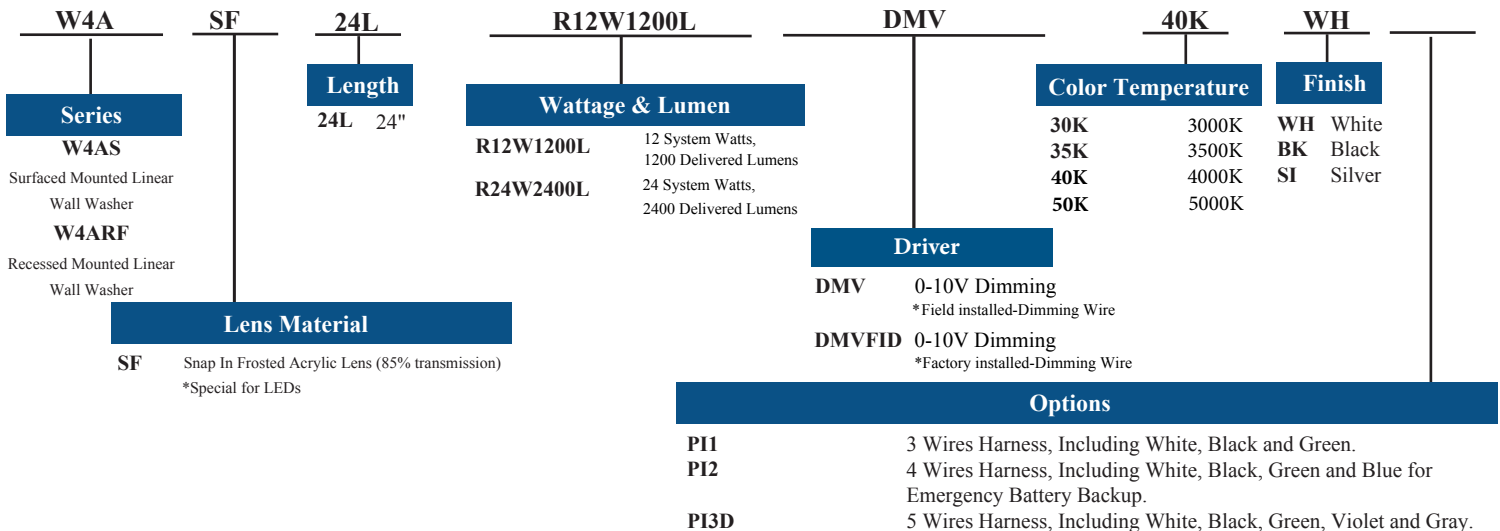 W4A SF 24L R12W1200L DMV 40K WH
Series
W4AS
Surfaced Mounted Linear
Wall Washer
W4ARF
Recessed Mounted Linear
Wall Washer
Lens Material
SF Snap In Frosted Acrylic Lens (85% transmission)
*Special for LEDs
Length
24L 24"
Wattage & Lumen
R12W1200L 12 System Watts,
1200 Delivered Lumens
R24W2400L 24 System Watts,
2400 Delivered Lumens
Driver
DMV 0-10V Dimming
*Field installed-Dimming Wire
DMVFID 0-10V Dimming
*Factory installed-Dimming Wire
Color Temperature
30K 3000K
35K 3500K
40K 4000K
50K 5000K
Finish
WH White
BK Black
SI Silver
Options
PI1 3 Wires Harness, Including White, Black and Green.
PI2 4 Wires Harness, Including White, Black, Green and Blue for
Emergency Battery Backup.
PI3D 5 Wires Harness, Including White, Black, Green, Violet and Gray.